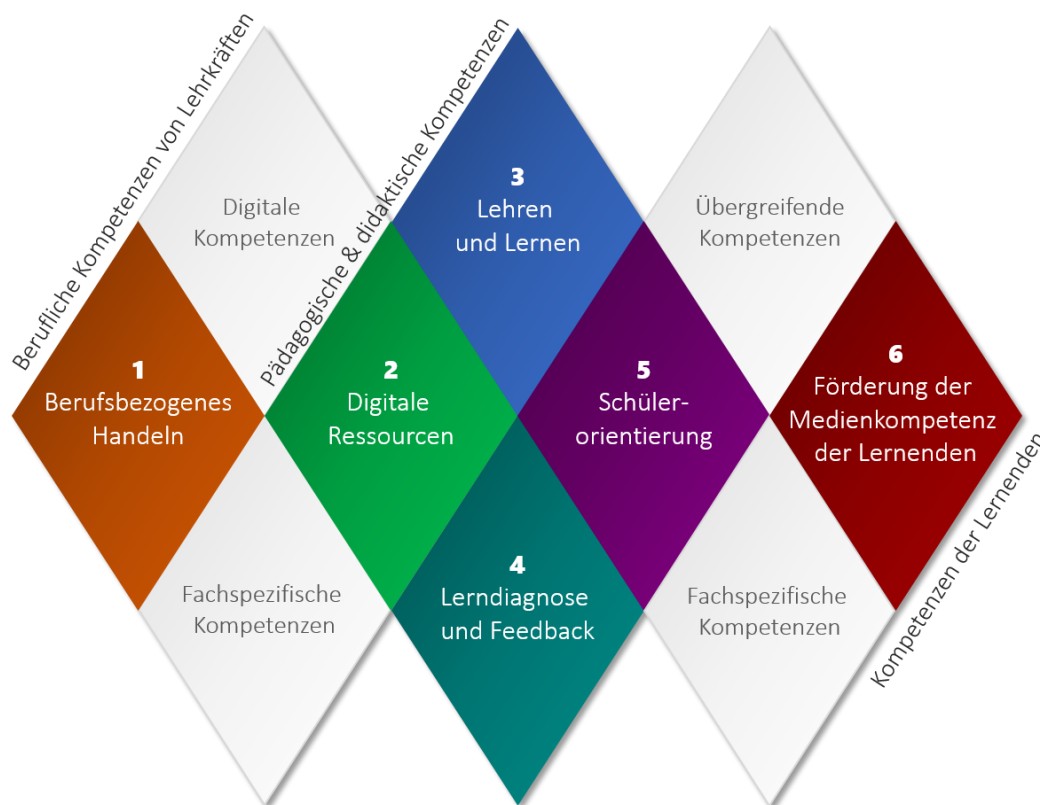 Berufliche Kompetenzen von Lehrkräften
Digitale
Kompetenzen
1
Berufsbezogenes
Handeln
Fachspezifische
Kompetenzen
Pädagogische & didaktische Kompetenzen
3
Lehren
und Lernen
2
Digitale
Ressourcen
5
Schüler-
orientierung
4
Lerndiagnose
und Feedback
Übergreifende
Kompetenzen
6
Förderung der
Medienkompetenz
der Lernenden
Fachspezifische
Kompetenzen
Kompetenzen der Lernenden